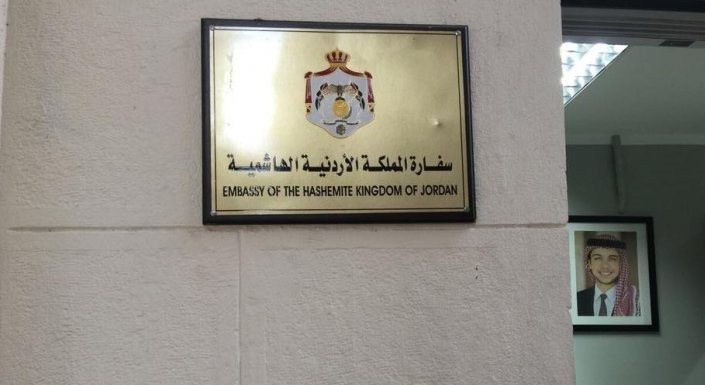 سفارة المملكة الأردنية الهاشمية
EMBASSY OF THE HASHEMITE KINGDOM OF JORDAN